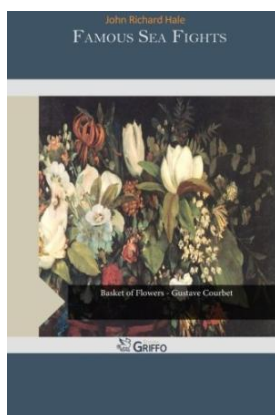 John Richard Hale
FAMOUS SEA FIGHTS
Basket of Flowers - Gustave Courbet
GRIFFO